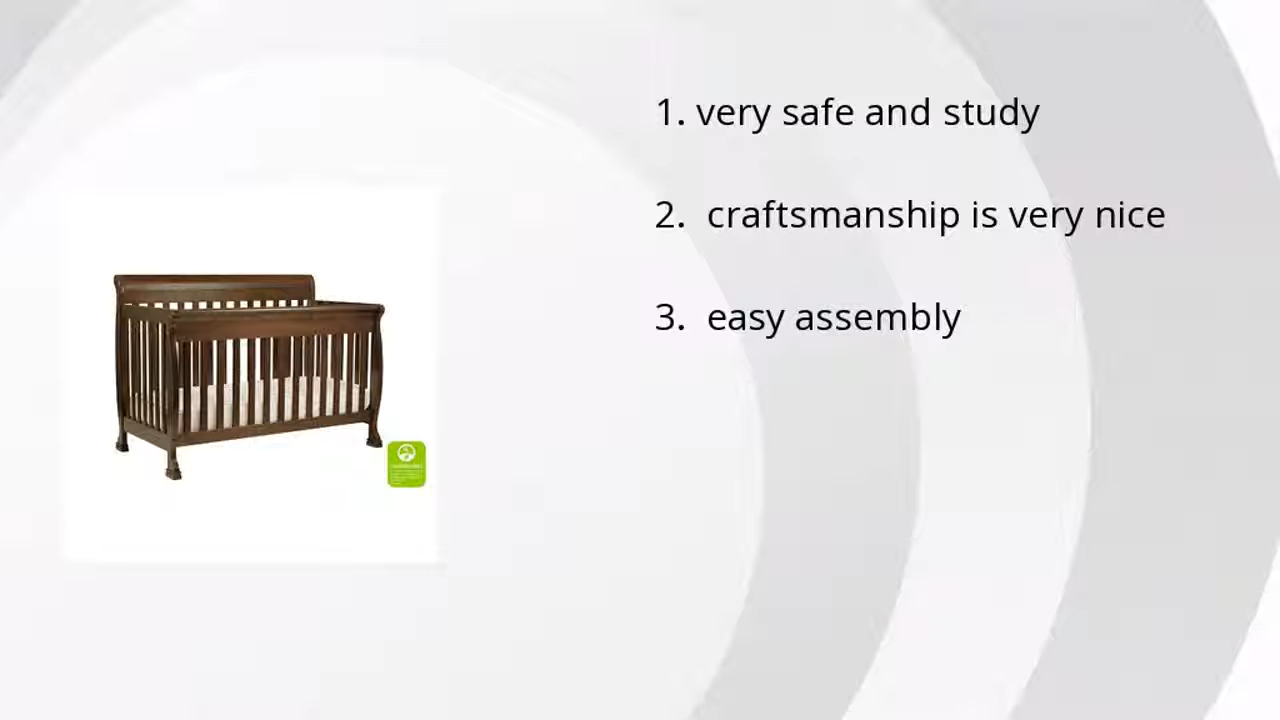 1. very safe and study
2. craftsmanship is very nice
3. easy assembly